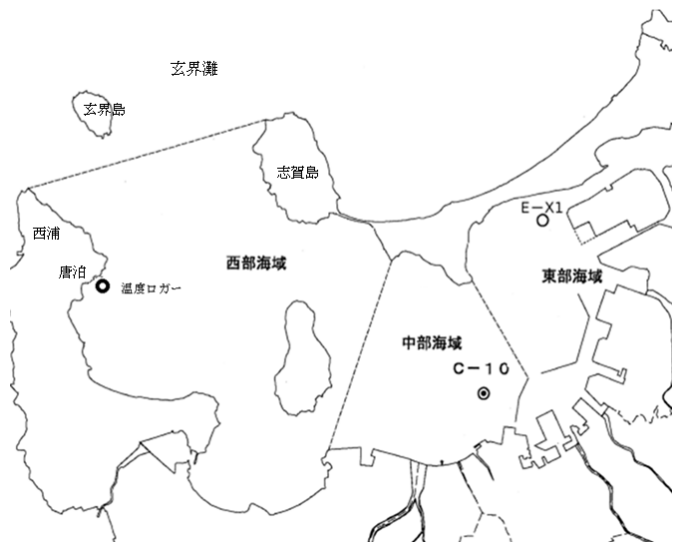 玄界灘
玄界島
志賀島
E－X1
西浦
西部海域
唐泊
東部海域
温度ロガー
中部海域
C－１０